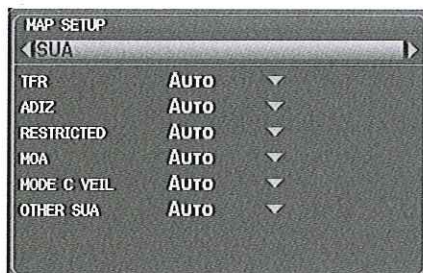 MAP SETUP
SUA
TFR AUTO
ADIZ AUTO
RESTRICTED AUTO
MOA AUTO
MODE C VEIL AUTO
OTHER SUA AUTO